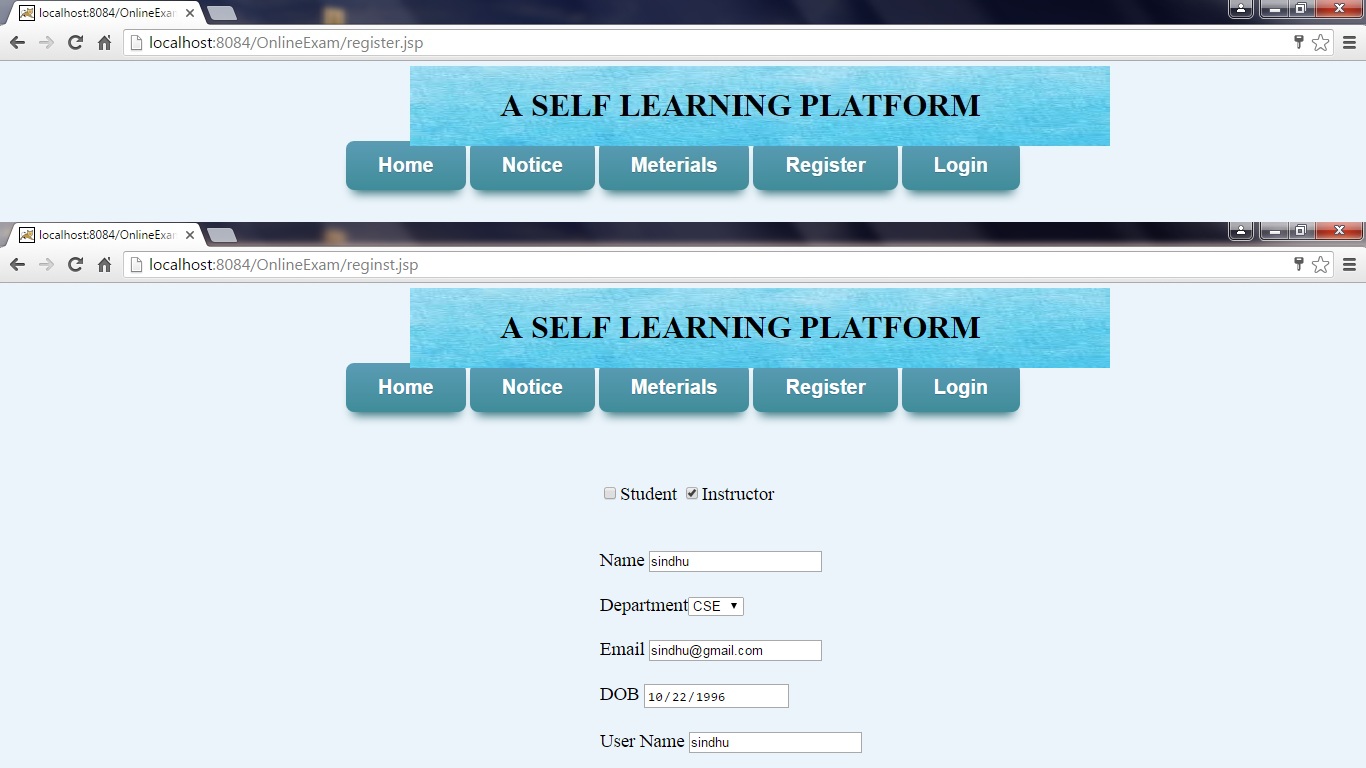 localhost:8084/OnlineExa
localhost:8084/OnlineExam/register.jsp
A SELF LEARNING PLATFORM
Home Notice Meterials Register Login
localhost:8084/OnlineExa
localhost:8084/OnlineExam/reginst.jsp
A SELF LEARNING PLATFORM
Home Notice Meterials Register Login
Student Instructor
Name sindhu
Department CSE
Email sindhu@gmail.com
DOB 10/22/1996
User Name sindhu